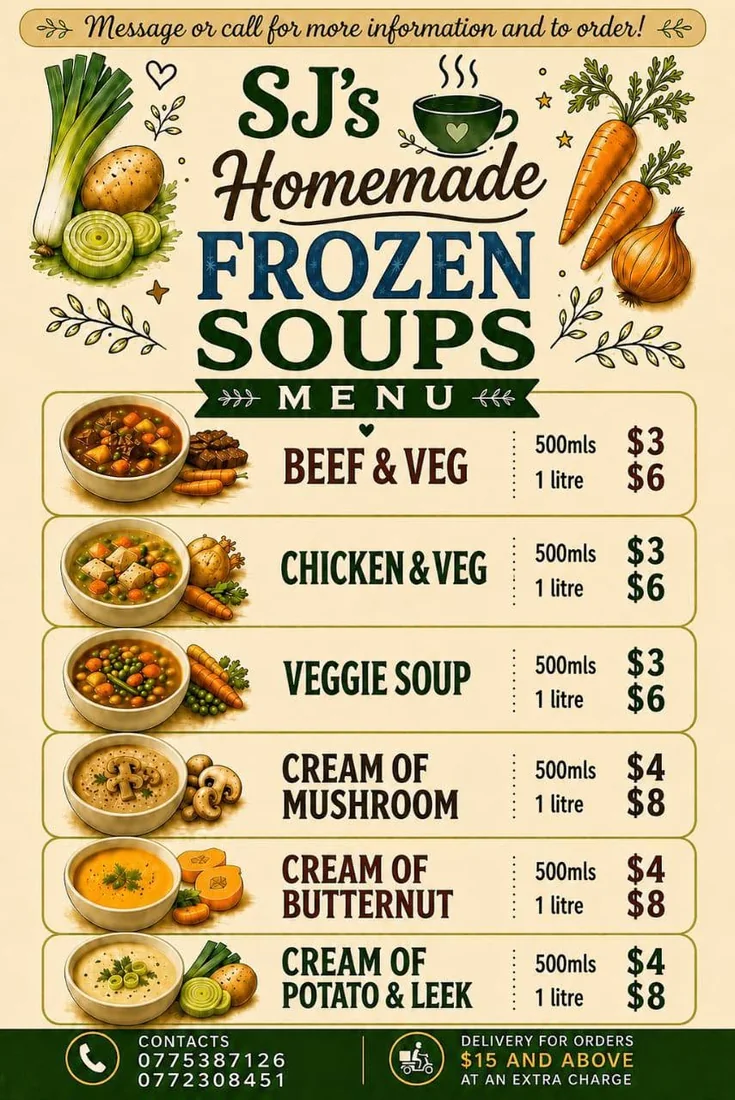 Message or call for more information and to order!
SJ's
Homemade
FROZEN
SOUPS
MENU
BEEF & VEG
500mls $3
1 litre $6
CHICKEN & VEG
500mls $3
1 litre $6
VEGGIE SOUP
500mls $3
1 litre $6
CREAM OF
MUSHROOM
500mls $4
1 litre $8
CREAM OF
BUTTERNUT
500mls $4
1 litre $8
CREAM OF
POTATO & LEEK
500mls $4
1 litre $8
CONTACTS
0775387126
0772308451
DELIVERY FOR ORDERS
$15 AND ABOVE
AT AN EXTRA CHARGE